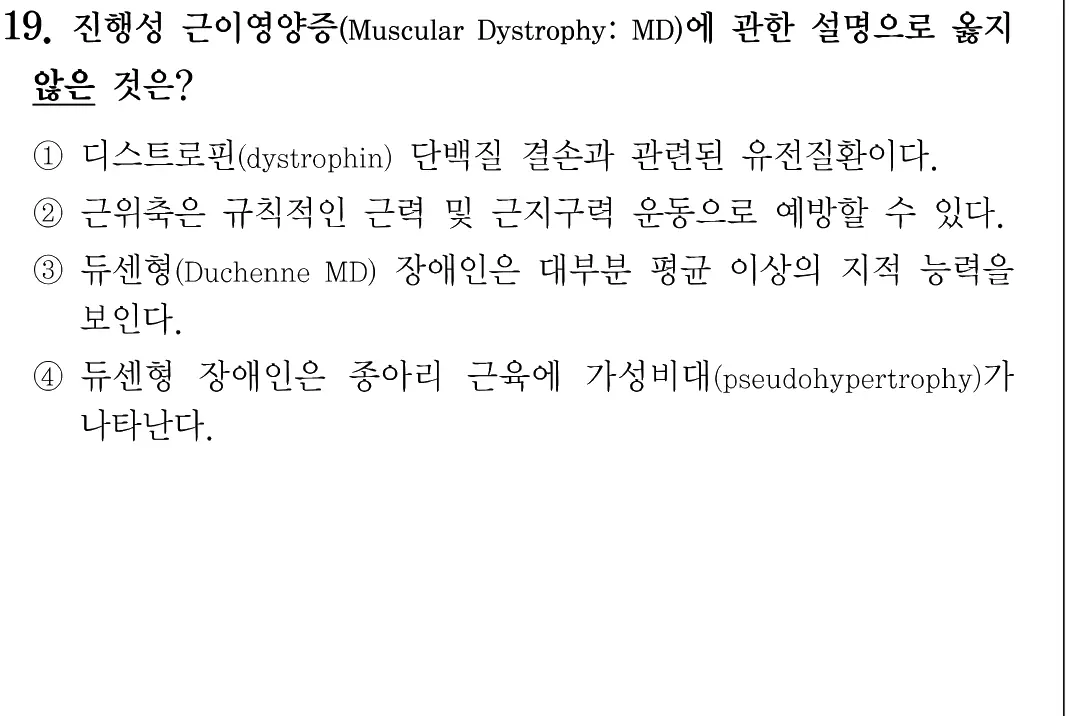 19. 진행성 근이영양증(Muscular Dystrophy: MD)에 관한 설명으로 옳지
않은 것은?
① 디스트로핀(dystrophin) 단백질 결손과 관련된 유전질환이다.
② 근위축은 규칙적인 근력 및 근지구력 운동으로 예방할 수 있다.
③ 듀센형(Duchenne MD) 장애인은 대부분 평균 이상의 지적 능력을
보인다.
④ 듀센형 장애인은 종아리 근육에 가성비대(pseudohypertrophy)가
나타난다.